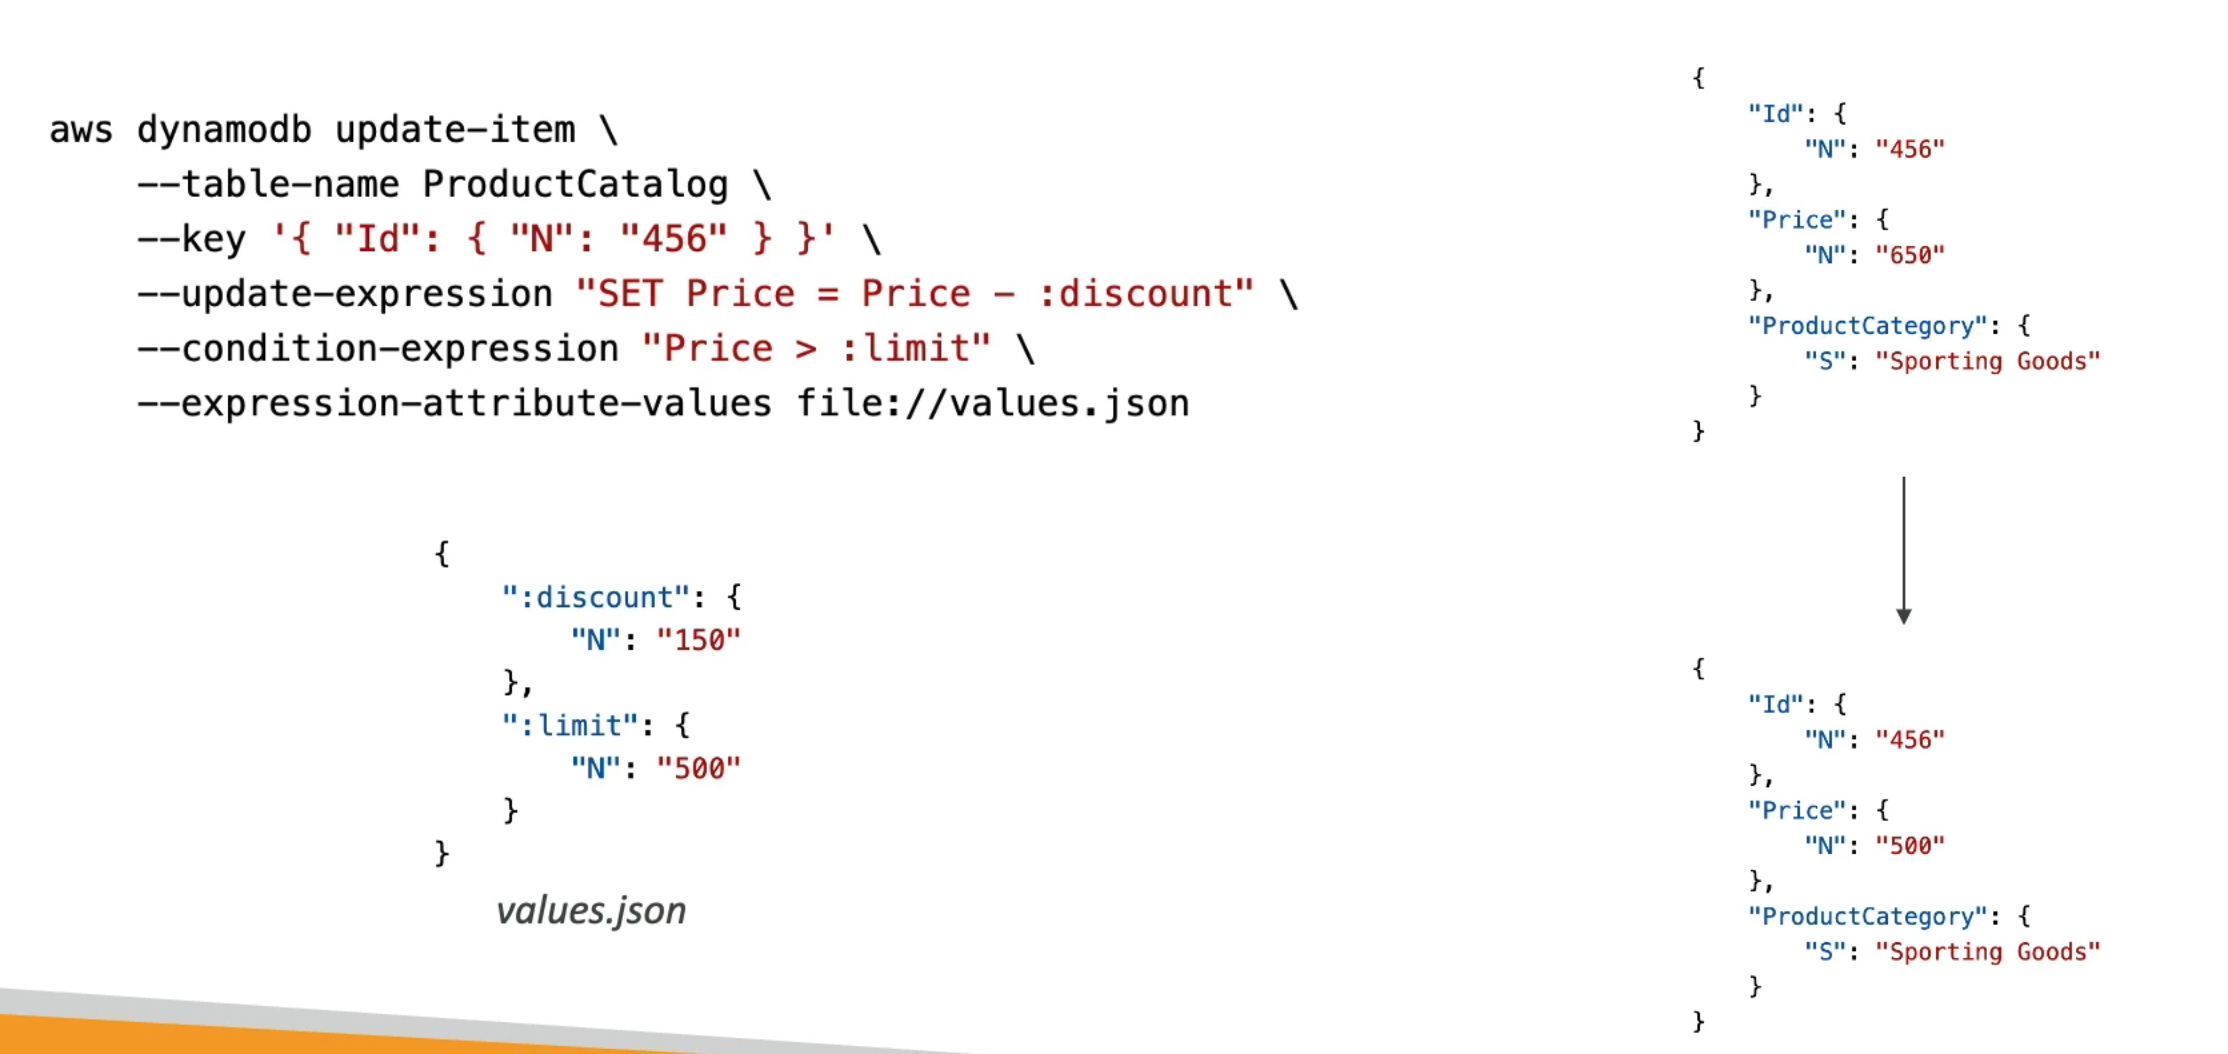 aws dynamodb update-item \
    --table-name ProductCatalog \
    --key '{ "Id": { "N": "456" } }' \
    --update-expression "SET Price = Price - :discount" \
    --condition-expression "Price > :limit" \
    --expression-attribute-values file://values.json
{
    ":discount": {
        "N": "150"
    },
    ":limit": {
        "N": "500"
    }
}
values.json
{
    "Id": {
        "N": "456"
    },
    "Price": {
        "N": "650"
    },
    "ProductCategory": {
        "S": "Sporting Goods"
    }
}
{
    "Id": {
        "N": "456"
    },
    "Price": {
        "N": "500"
    },
    "ProductCategory": {
        "S": "Sporting Goods"
    }
}